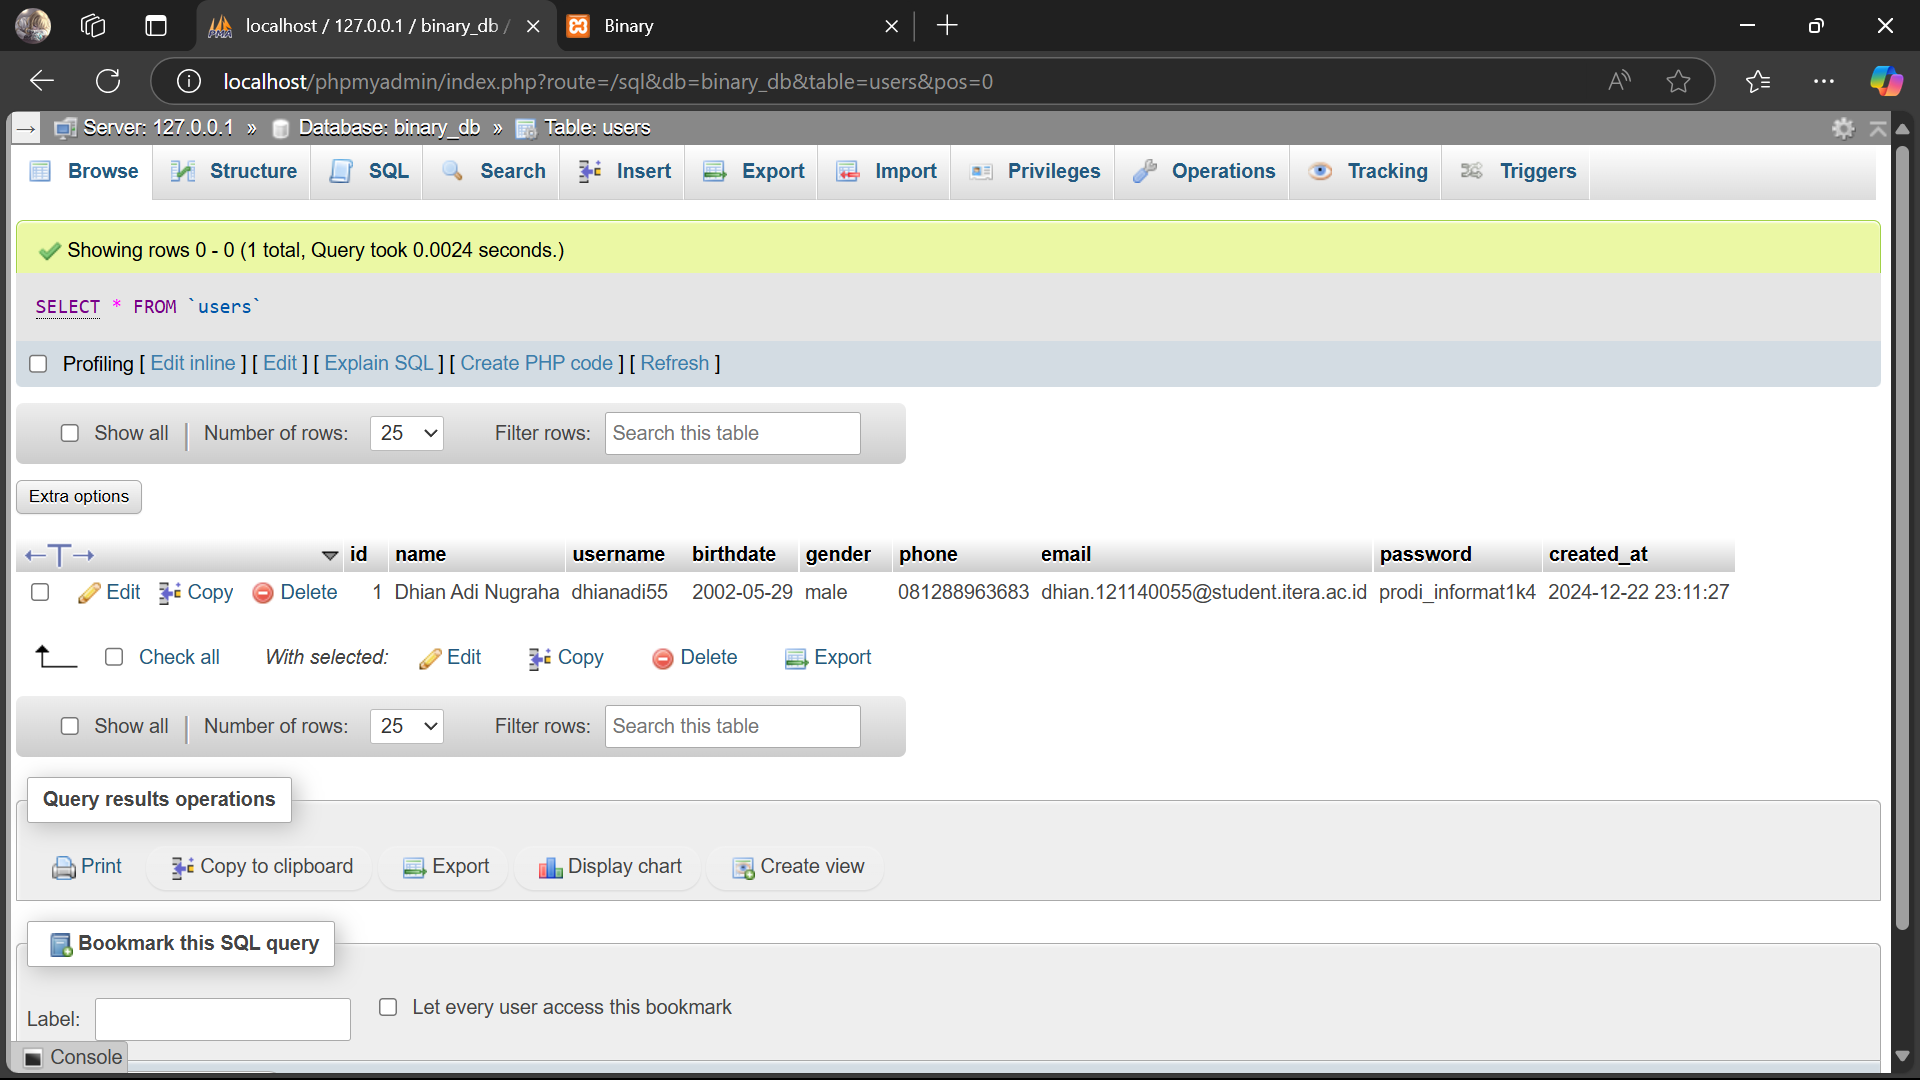 localhost / 127.0.0.1 / binary_db /
Binary
localhost/phpmyadmin/index.php?route=/sql&db=binary_db&table=users&pos=0
Server: 127.0.0.1 » Database: binary_db » Table: users
Browse Structure SQL Search Insert Export Import Privileges Operations Tracking Triggers
Showing rows 0 - 0 (1 total, Query took 0.0024 seconds.)
SELECT * FROM `users`
Profiling [ Edit inline ] [ Edit ] [ Explain SQL ] [ Create PHP code ] [ Refresh ]
Show all | Number of rows: 25 Filter rows: Search this table
Extra options
id name username birthdate gender phone email password created_at
Edit Copy Delete 1 Dhian Adi Nugraha dhianadi55 2002-05-29 male 081288963683 dhian.121140055@student.itera.ac.id prodi_informat1k4 2024-12-22 23:11:27
Check all With selected: Edit Copy Delete Export
Show all | Number of rows: 25 Filter rows: Search this table
Query results operations
Print Copy to clipboard Export Display chart Create view
Bookmark this SQL query
Label: Let every user access this bookmark
Console